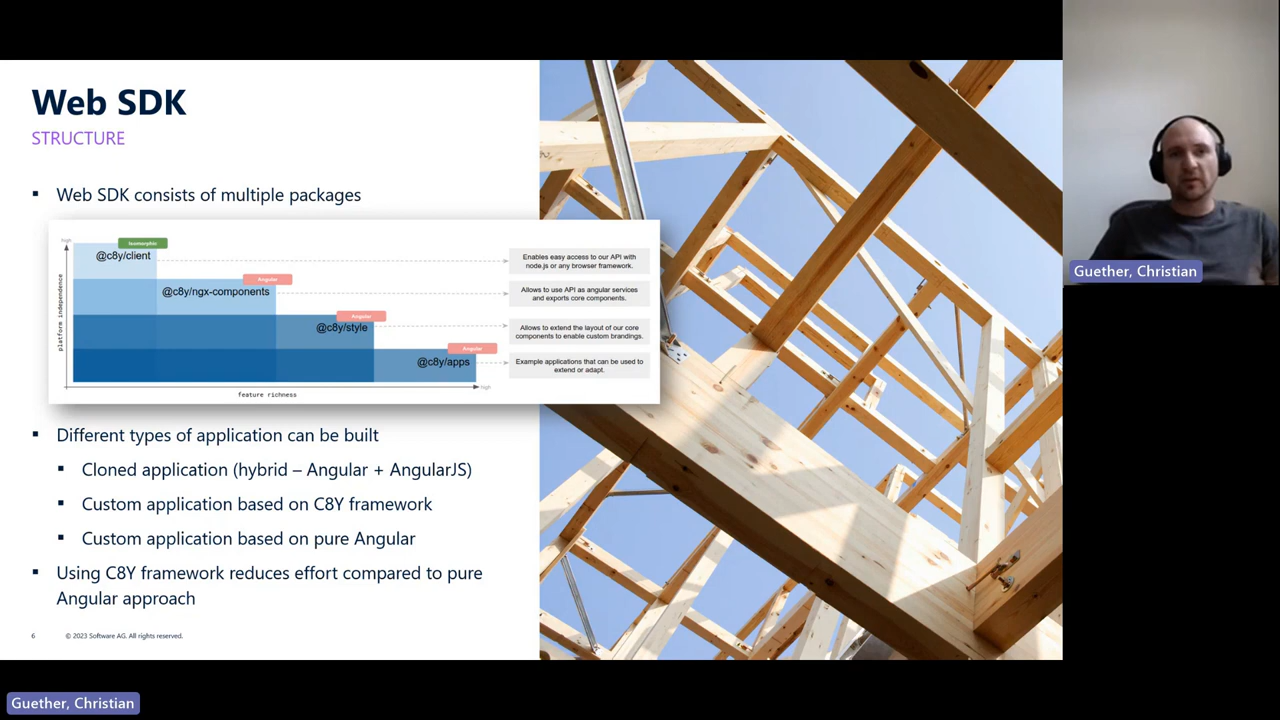 Web SDK
STRUCTURE
▪ Web SDK consists of multiple packages
high
Isomorphic
@c8y/client
Enables easy access to our API with
node.js or any browser framework.
Angular
@c8y/ngx-components
Allows to use API as angular services
and exports core components.
Angular
@c8y/style
Allows to extend the layout of our core
components to enable custom brandings.
Angular
@c8y/apps
Example applications that can be used to
extend or adapt.
platform independence
high
feature richness
▪ Different types of application can be built
▪ Cloned application (hybrid – Angular + AngularJS)
▪ Custom application based on C8Y framework
▪ Custom application based on pure Angular
▪ Using C8Y framework reduces effort compared to pure
Angular approach
6 © 2023 Software AG. All rights reserved.
Guether, Christian
Guether, Christian